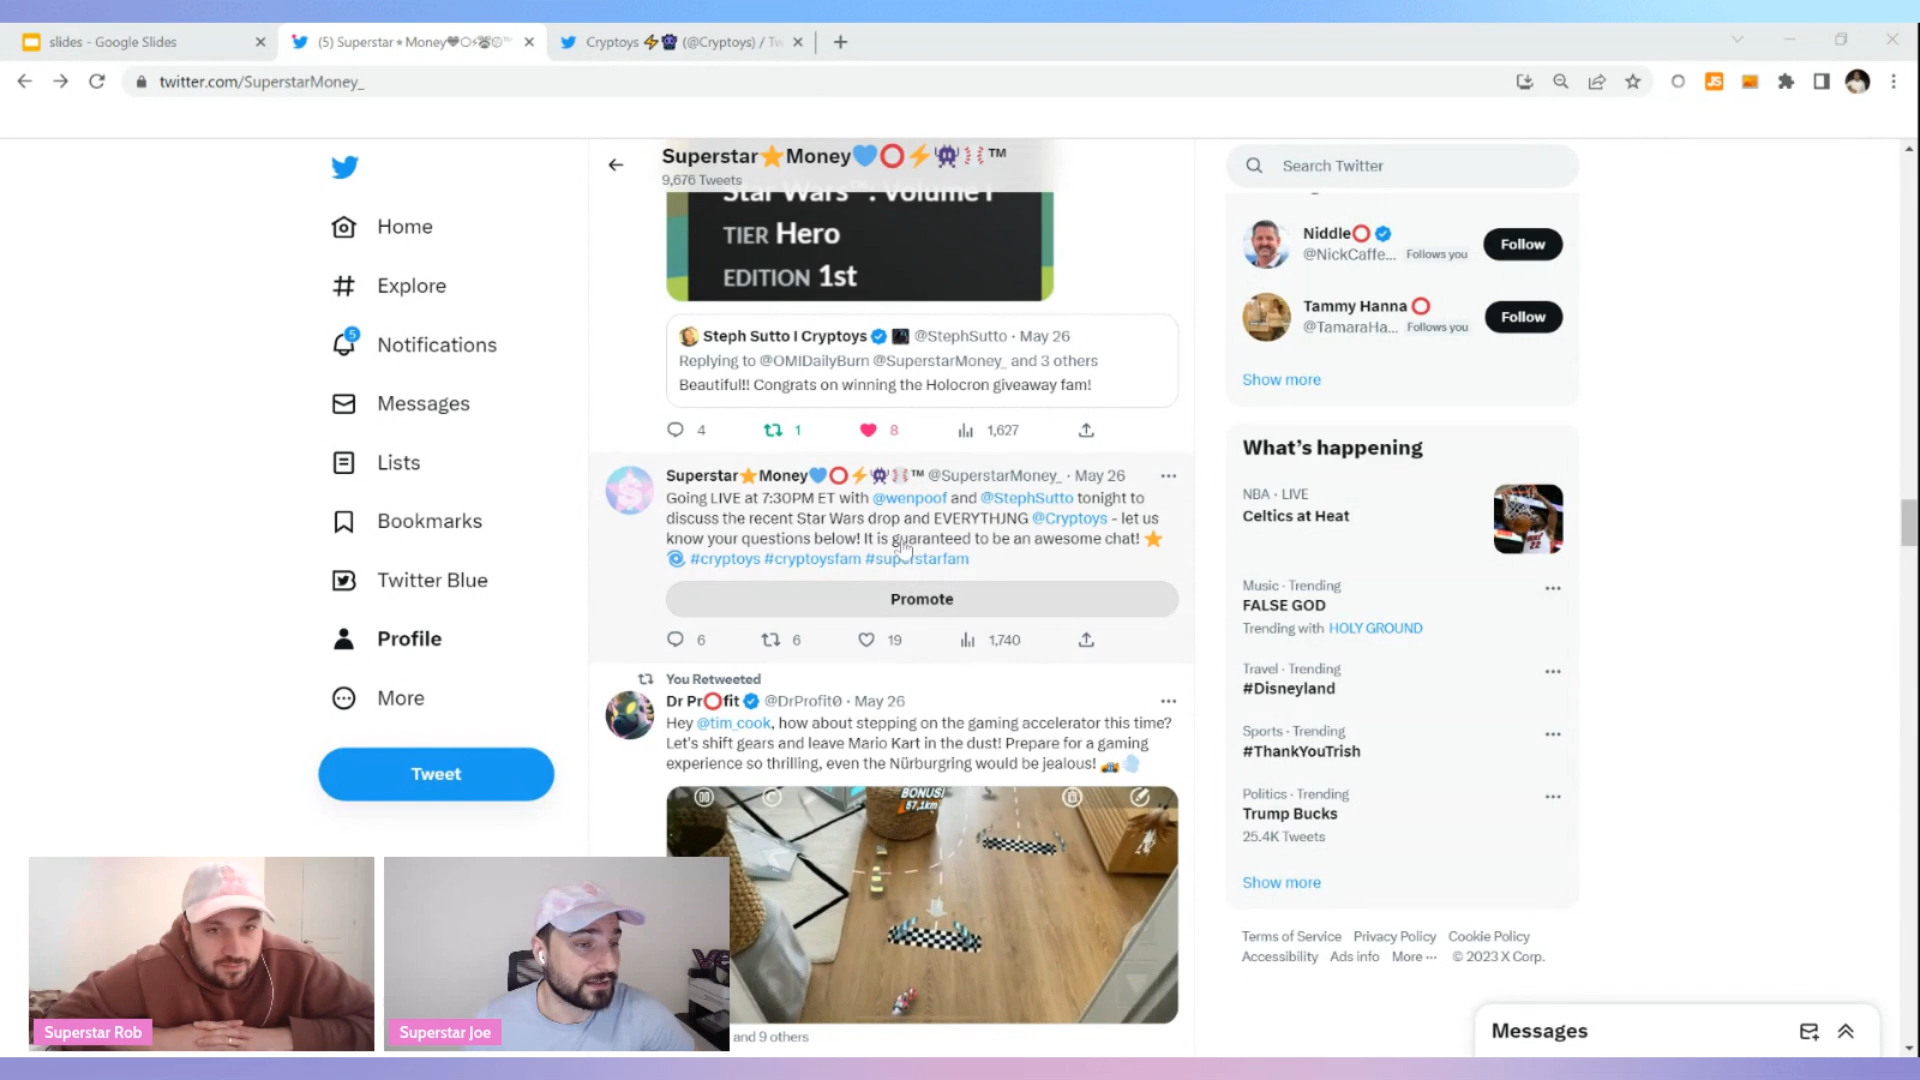 slides - Google Slides
(5) Superstar⭐Money
Cryptoys ⚡👾 (@Cryptoys) / Tw
twitter.com/SuperstarMoney_
JS
Superstar⭐Money💙⭕⚡👾⚾™
9,676 Tweets
Search Twitter
Home
Explore
5
Notifications
Messages
Lists
Bookmarks
Twitter Blue
Profile
More
Tweet
Star Wars™: Volume I
TIER Hero
EDITION 1st
Steph Sutto I Cryptoys @StephSutto · May 26
Replying to @OMIDailyBurn @SuperstarMoney_ and 3 others
Beautiful!! Congrats on winning the Holocron giveaway fam!
4 1 8 1,627
Superstar⭐Money💙⭕⚡👾⚾™ @SuperstarMoney_ · May 26
Going LIVE at 7:30PM ET with @wenpoof and @StephSutto tonight to
discuss the recent Star Wars drop and EVERYTHJNG @Cryptoys - let us
know your questions below! It is guaranteed to be an awesome chat! ⭐
🌀 #cryptoys #cryptoysfam #superstarfam
Promote
6 6 19 1,740
You Retweeted
Dr Pr⭕fit @DrProfit0 · May 26
Hey @tim_cook, how about stepping on the gaming accelerator this time?
Let's shift gears and leave Mario Kart in the dust! Prepare for a gaming
experience so thrilling, even the Nürburgring would be jealous! 🚕💨
BONUS!
57,1km
and 9 others
Niddle⭕
@NickCaffe... Follows you
Follow
Tammy Hanna ⭕
@TamaraHa... Follows you
Follow
Show more
What's happening
NBA · LIVE
Celtics at Heat
Music · Trending
FALSE GOD
Trending with HOLY GROUND
Travel · Trending
#Disneyland
Sports · Trending
#ThankYouTrish
Politics · Trending
Trump Bucks
25.4K Tweets
Show more
Terms of Service Privacy Policy Cookie Policy
Accessibility Ads info More ··· © 2023 X Corp.
Messages
Superstar Rob
Superstar Joe